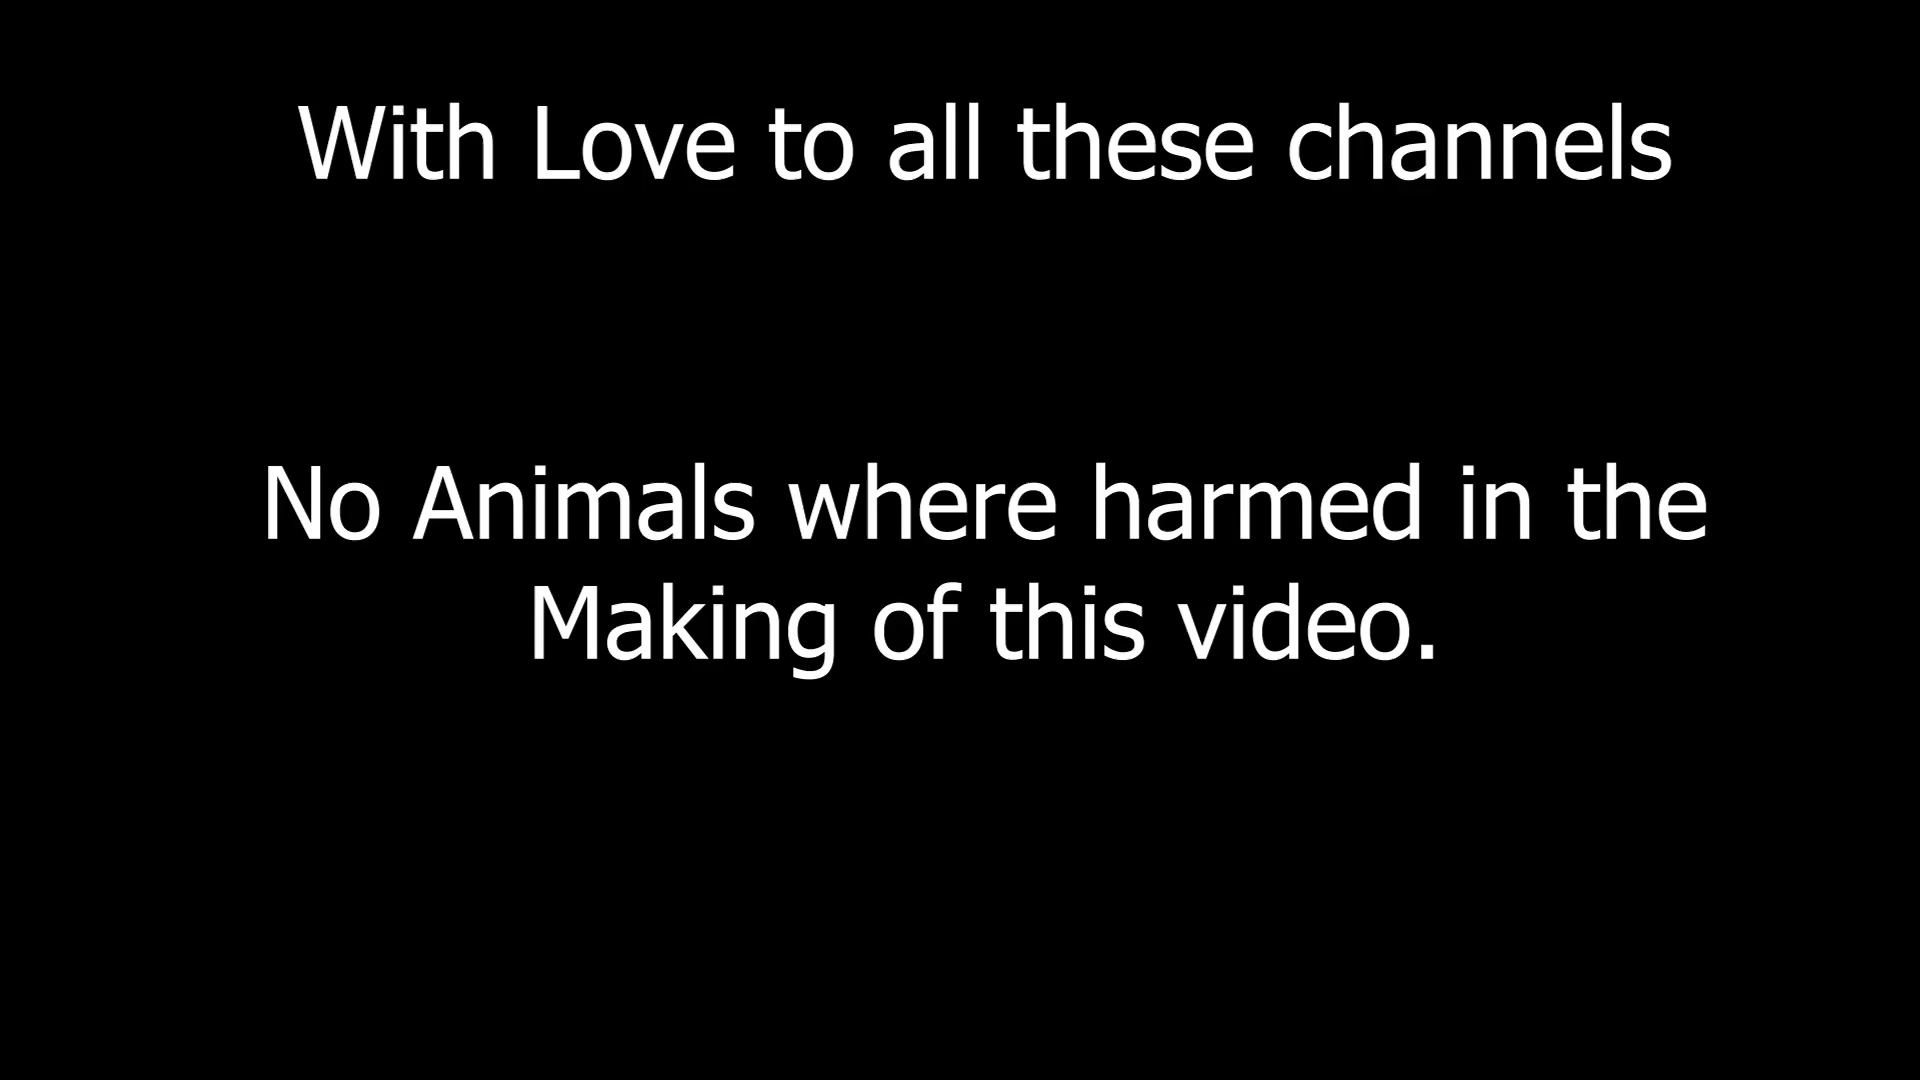 With Love to all these channels
No Animals where harmed in the
Making of this video.